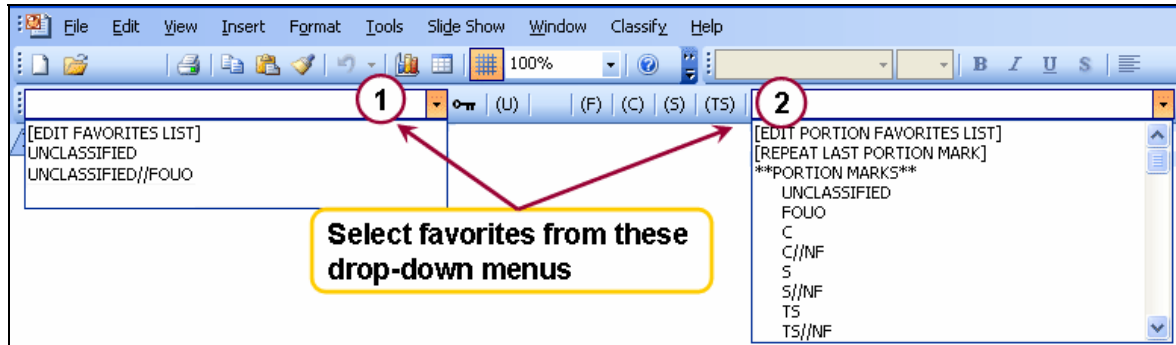 File Edit View Insert Format Tools Slide Show Window Classify Help
100%
B I U S
1
(U) (F) (C) (S) (TS)
2
[EDIT FAVORITES LIST]
UNCLASSIFIED
UNCLASSIFIED//FOUO
[EDIT PORTION FAVORITES LIST]
[REPEAT LAST PORTION MARK]
**PORTION MARKS**
UNCLASSIFIED
FOUO
C
C//NF
S
S//NF
TS
TS//NF
Select favorites from these
drop-down menus